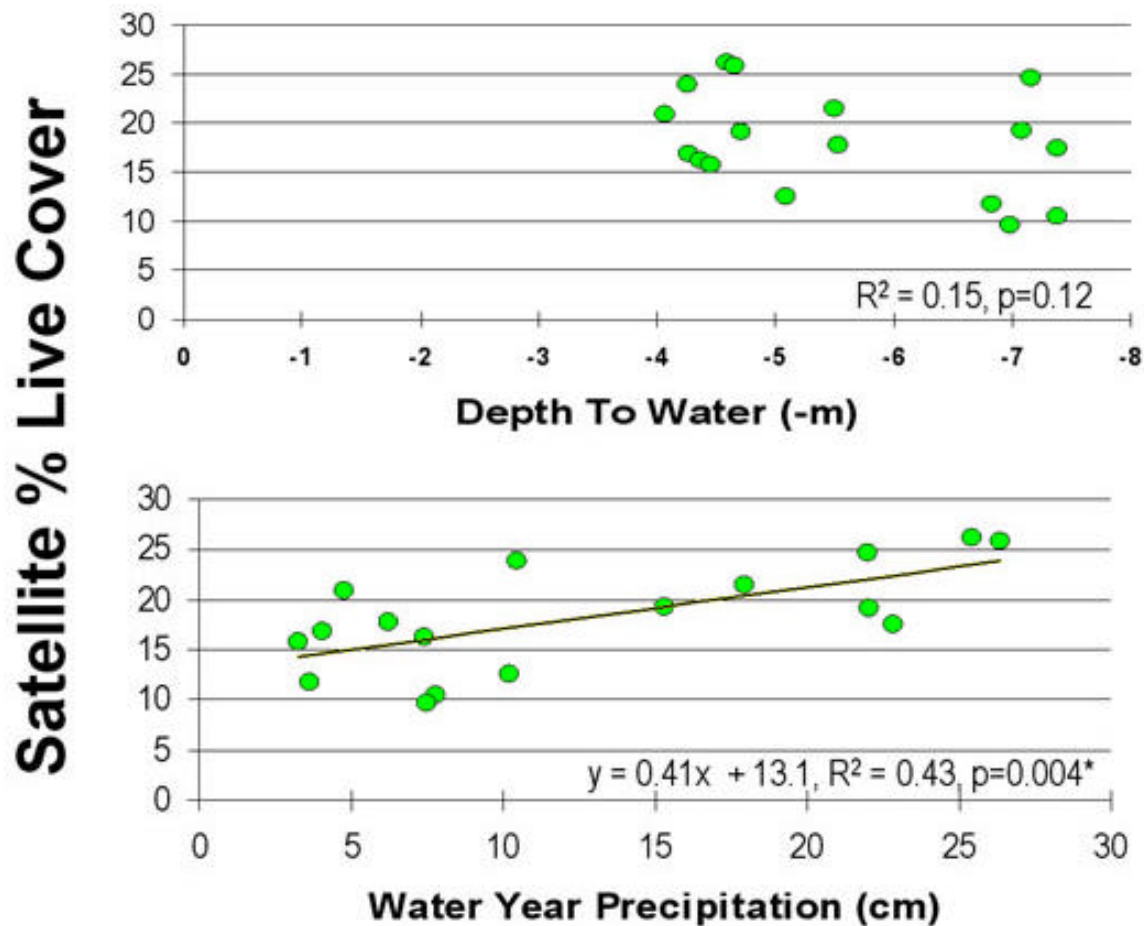 Satellite % Live Cover
30
25
20
15
10
5
0
R² = 0.15, p=0.12
0 -1 -2 -3 -4 -5 -6 -7 -8
Depth To Water (-m)
30
25
20
15
10
5
0
y = 0.41x + 13.1, R² = 0.43, p=0.004*
0 5 10 15 20 25 30
Water Year Precipitation (cm)